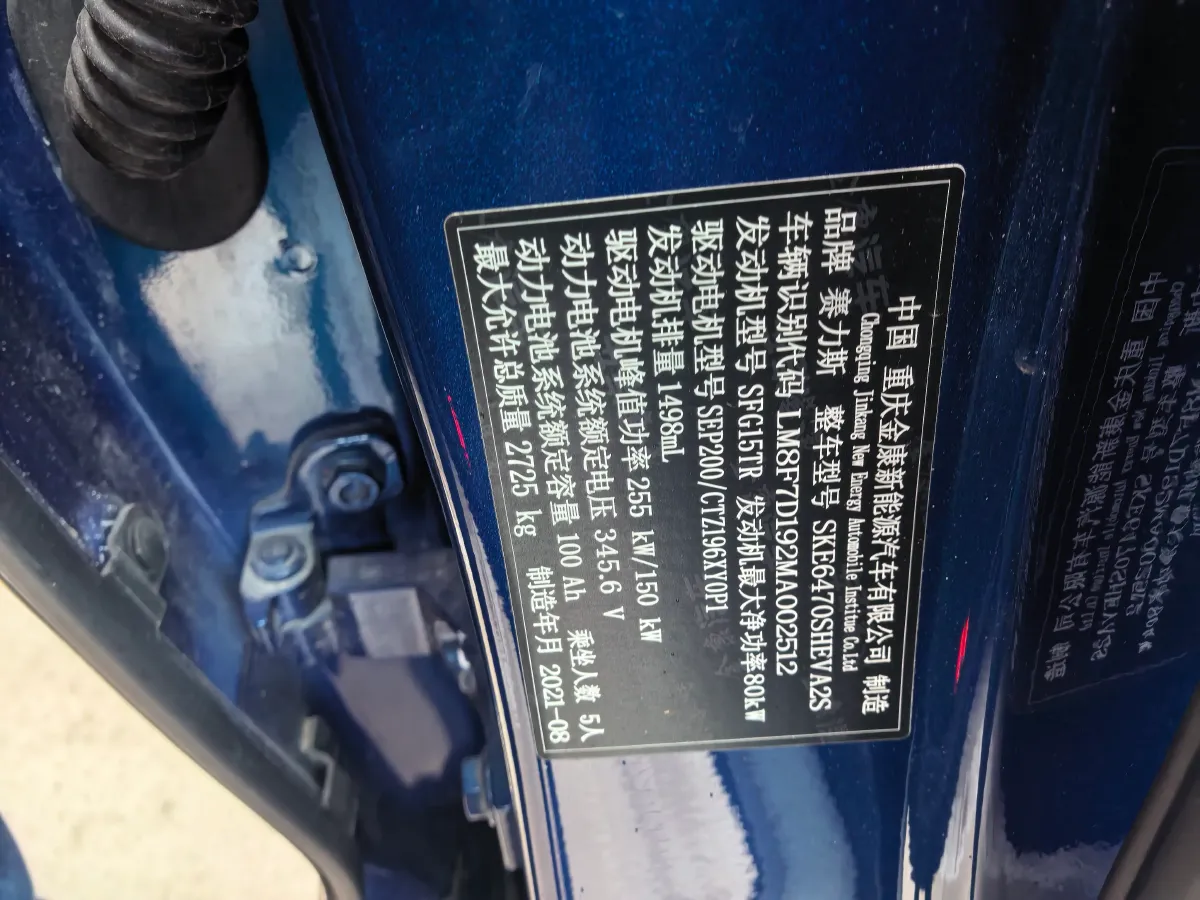 中国 重庆金康新能源汽车有限公司 制造
Chongqing Jinkang New Energy Automobile Institue Co.Ltd
品牌 赛力斯 整车型号 SKE6470SHEVA2S
车辆识别代码 LM8F7D192MA002512
发动机型号 SFG15TR 发动机最大净功率80kW
驱动电机型号 SEP200/CTZ196XY0P1
发动机排量 1498mL
驱动电机峰值功率 255 kW/150 kW
动力电池系统额定电压 345.6 V
动力电池系统额定容量 100 Ah 乘坐人数 5人
最大允许总质量 2725 kg 制造年月 2021-08